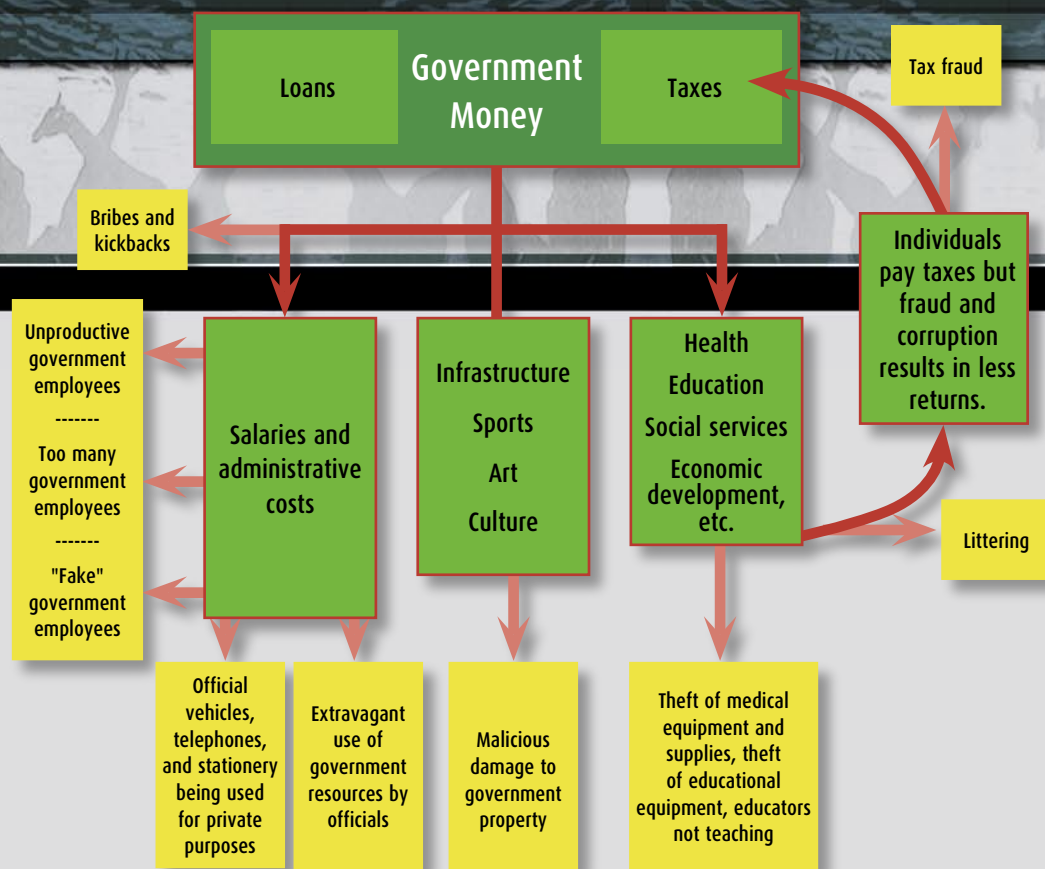 Loans
Government
Money
Taxes
Tax fraud
Bribes and
kickbacks
Individuals
pay taxes but
fraud and
corruption
results in less
returns.
Unproductive
government
employees
-------
Too many
government
employees
-------
"Fake"
government
employees
Salaries and
administrative
costs
Infrastructure
Sports
Art
Culture
Health
Education
Social services
Economic
development,
etc.
Littering
Official
vehicles,
telephones,
and stationery
being used
for private
purposes
Extravagant
use of
government
resources by
officials
Malicious
damage to
government
property
Theft of medical
equipment and
supplies, theft
of educational
equipment, educators
not teaching